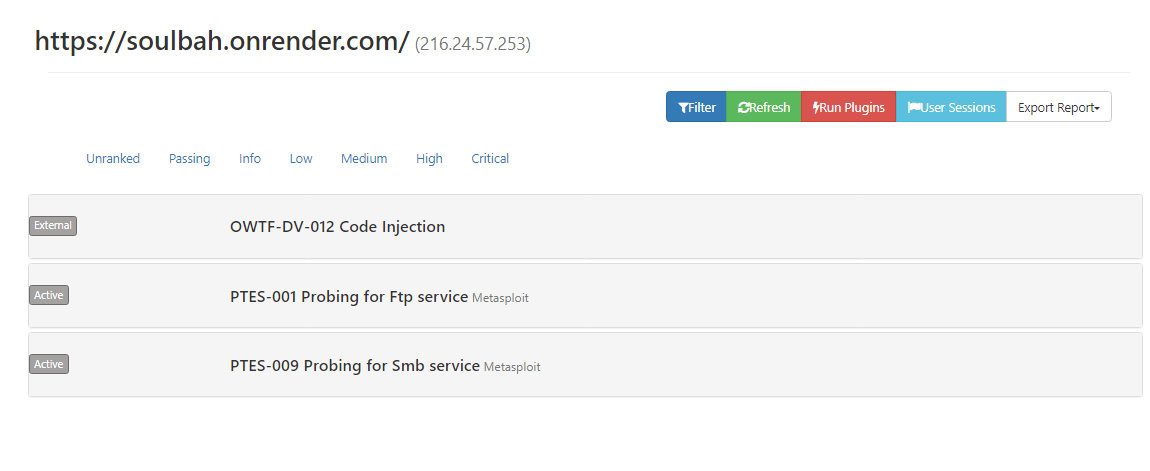 https://soulbah.onrender.com/ (216.24.57.253)
Filter Refresh Run Plugins User Sessions Export Report
Unranked Passing Info Low Medium High Critical
External OWTF-DV-012 Code Injection
Active PTES-001 Probing for Ftp service Metasploit
Active PTES-009 Probing for Smb service Metasploit